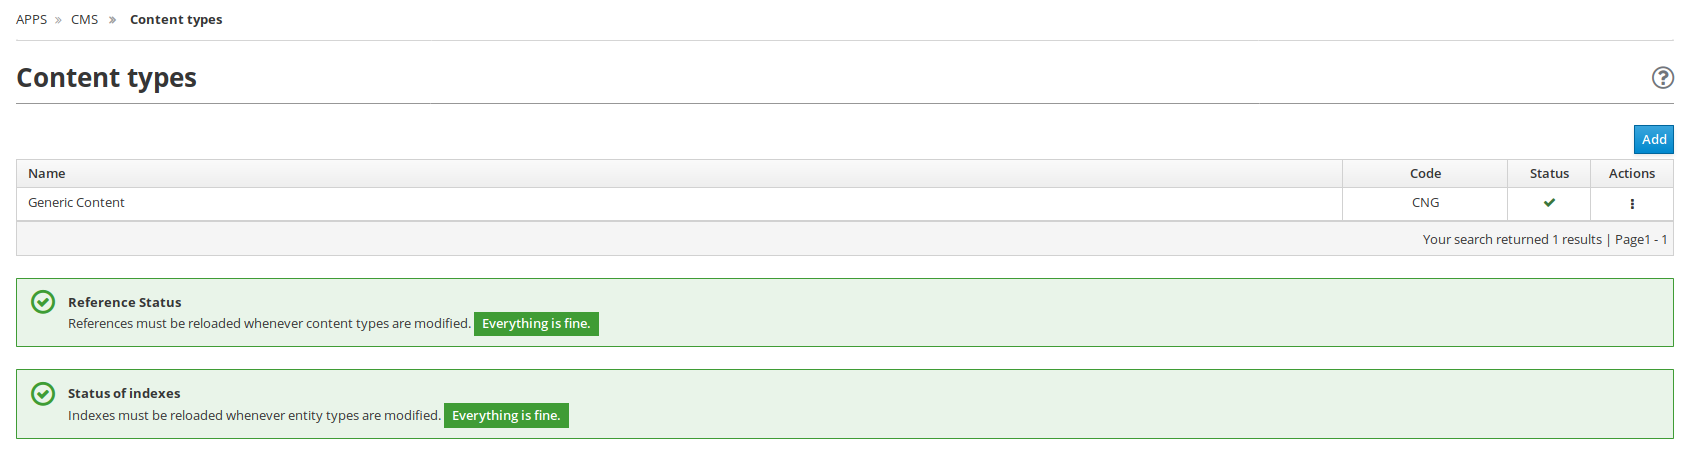 APPS » CMS » Content types
Content types
Add
Name Code Status Actions
Generic Content CNG
Your search returned 1 results | Page1 - 1
Reference Status
References must be reloaded whenever content types are modified. Everything is fine.
Status of indexes
Indexes must be reloaded whenever entity types are modified. Everything is fine.